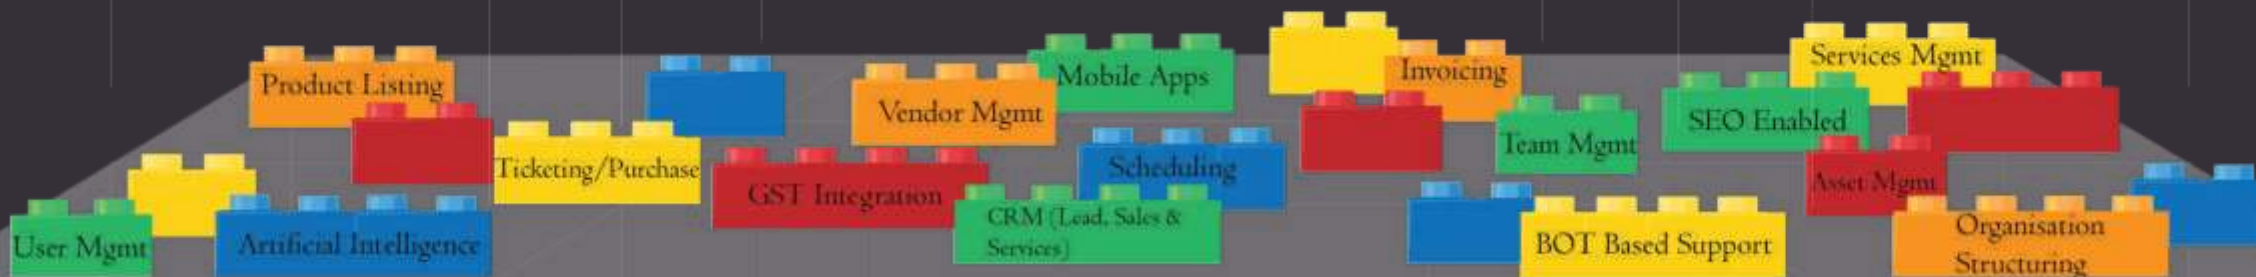 Product Listing
Mobile Apps
Invoicing
Services Mgmt
Vendor Mgmt
SEO Enabled
Team Mgmt
Ticketing/Purchase
Scheduling
GST Integration
Asset Mgmt
CRM (Lead, Sales &
Services)
User Mgmt
Artificial Intelligence
BOT Based Support
Organisation
Structuring